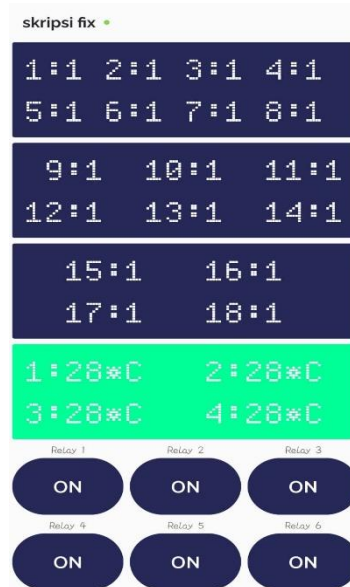 skripsi fix
1:1 2:1 3:1 4:1
5:1 6:1 7:1 8:1
9:1 10:1 11:1
12:1 13:1 14:1
15:1 16:1
17:1 18:1
1:28*C 2:28*C
3:28*C 4:28*C
Relay 1 Relay 2 Relay 3
ON ON ON
Relay 4 Relay 5 Relay 6
ON ON ON